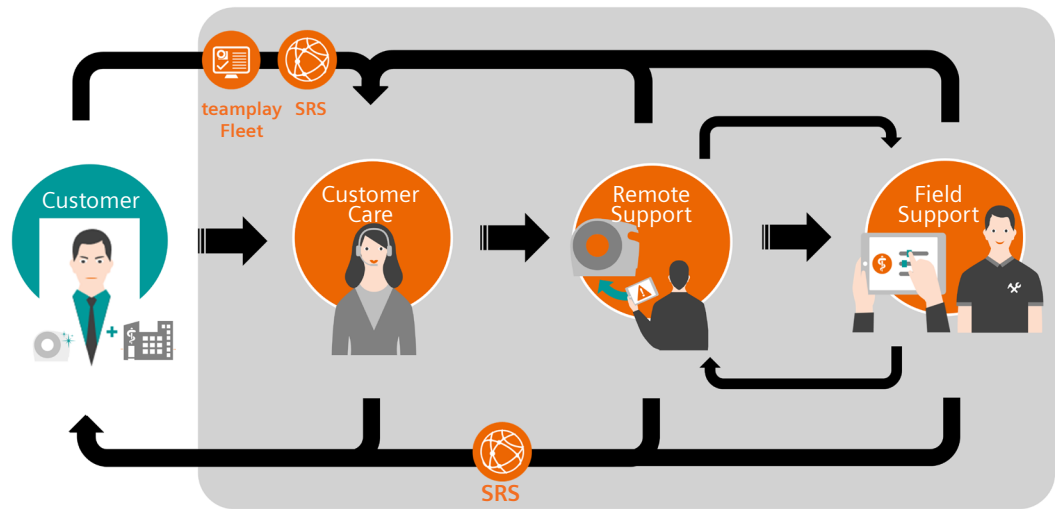 teamplay
Fleet
SRS
Customer
Customer
Care
Remote
Support
Field
Support
$
$
SRS